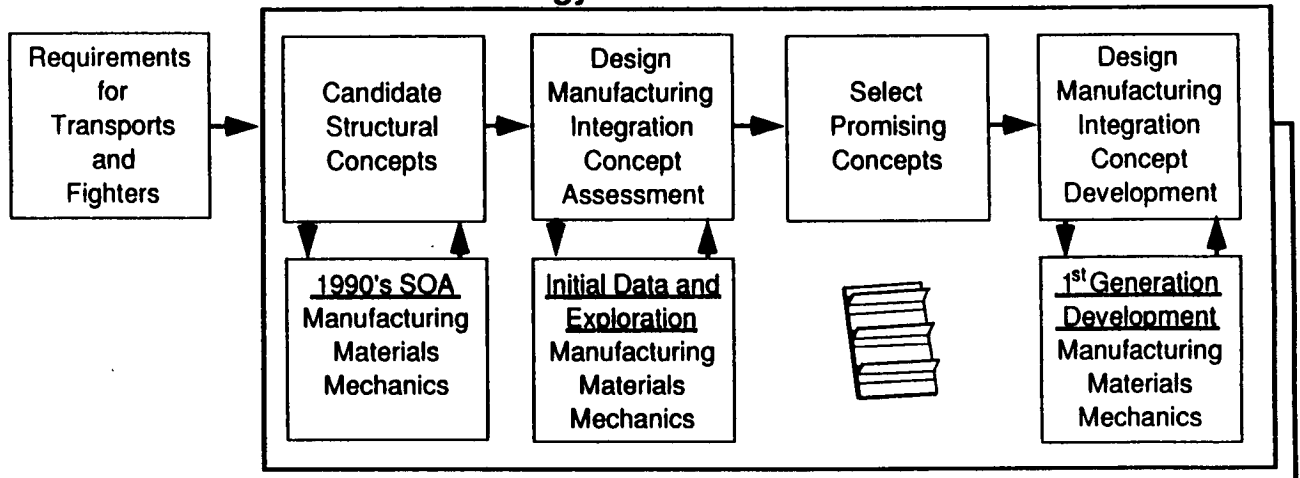 gy
Requirements
for
Transports
and
Fighters
Candidate
Structural
Concepts
Design
Manufacturing
Integration
Concept
Assessment
Select
Promising
Concepts
Design
Manufacturing
Integration
Concept
Development
1990's SOA
Manufacturing
Materials
Mechanics
Initial Data and
Exploration
Manufacturing
Materials
Mechanics
1st Generation
Development
Manufacturing
Materials
Mechanics